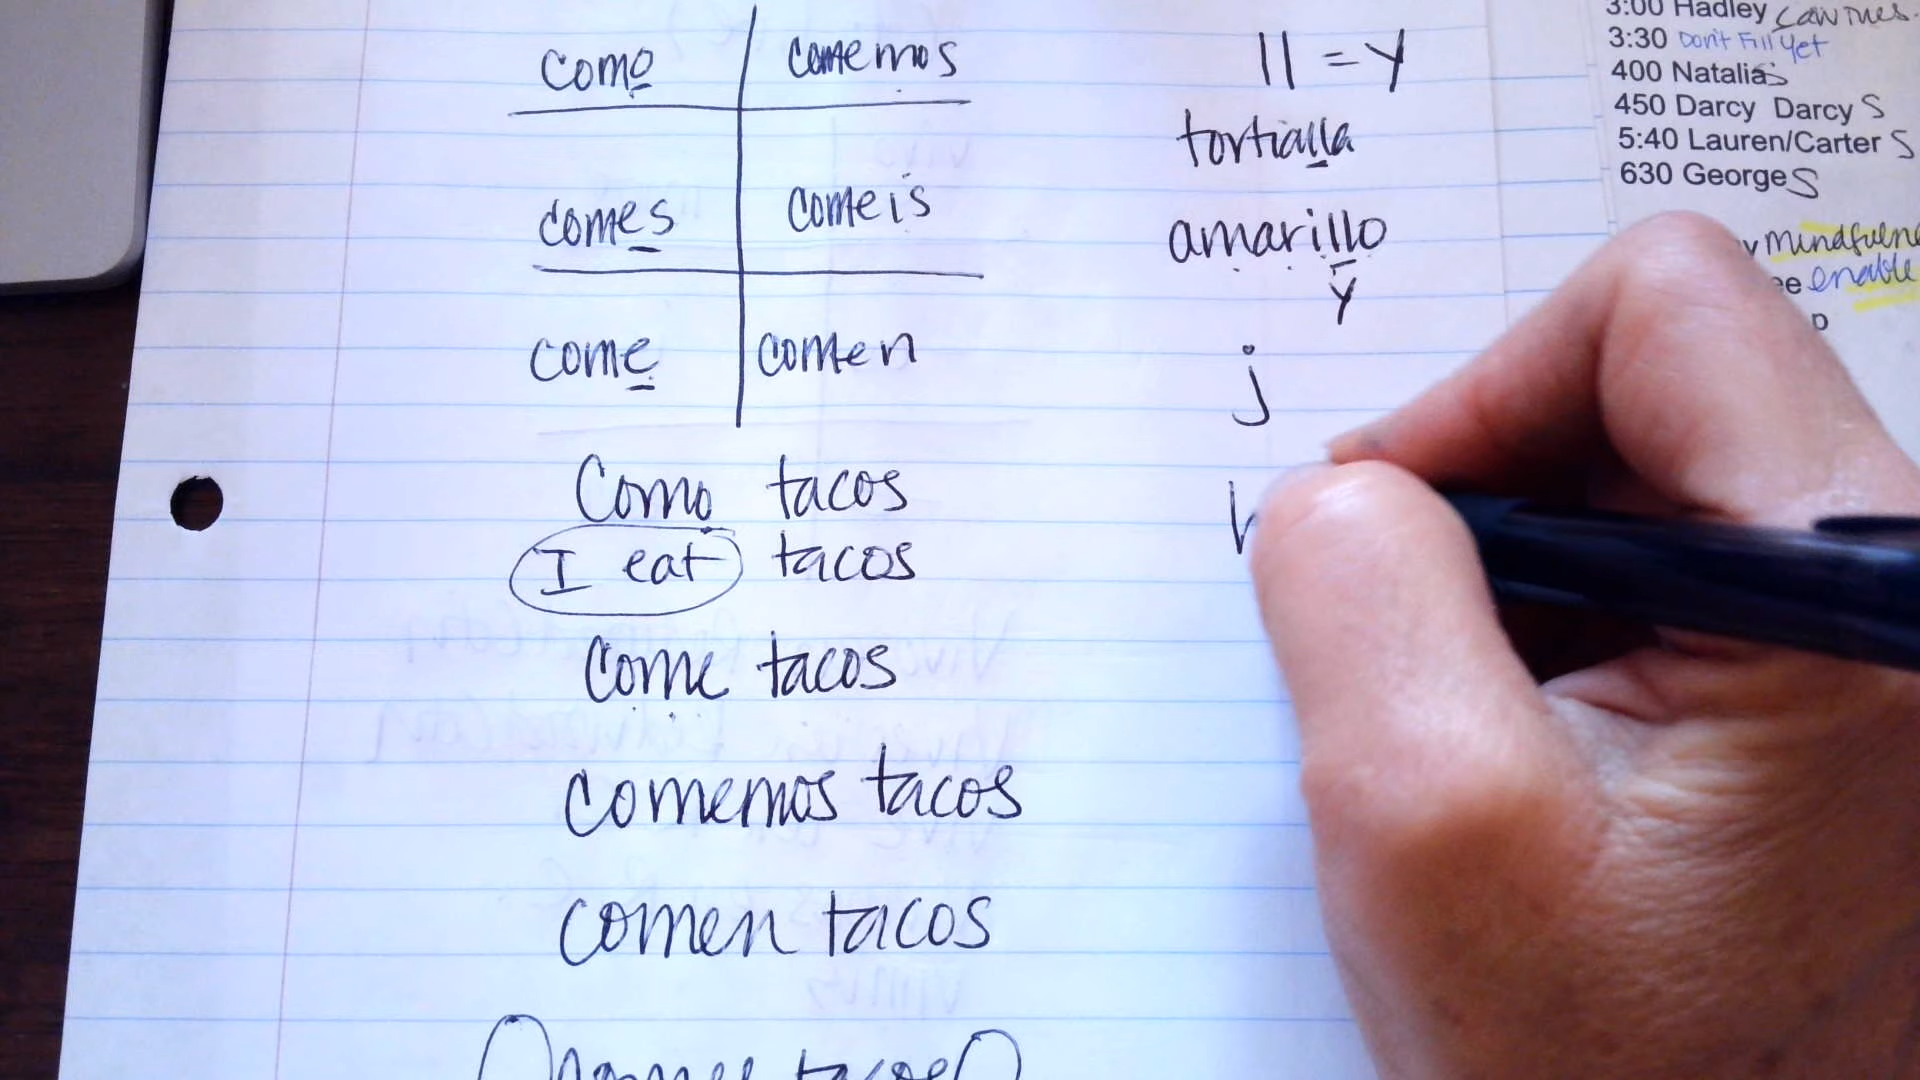 como comemos
comes comeis
come comen
Como tacos
I eat tacos
Come tacos
comemos tacos
comen tacos
tacos
ll = y
tortialla
amarillo
y
j
3:00 Hadley
3:30 Don't Fill yet
400 Natalia S
450 Darcy Darcy S
5:40 Lauren/Carter S
630 George S
enable